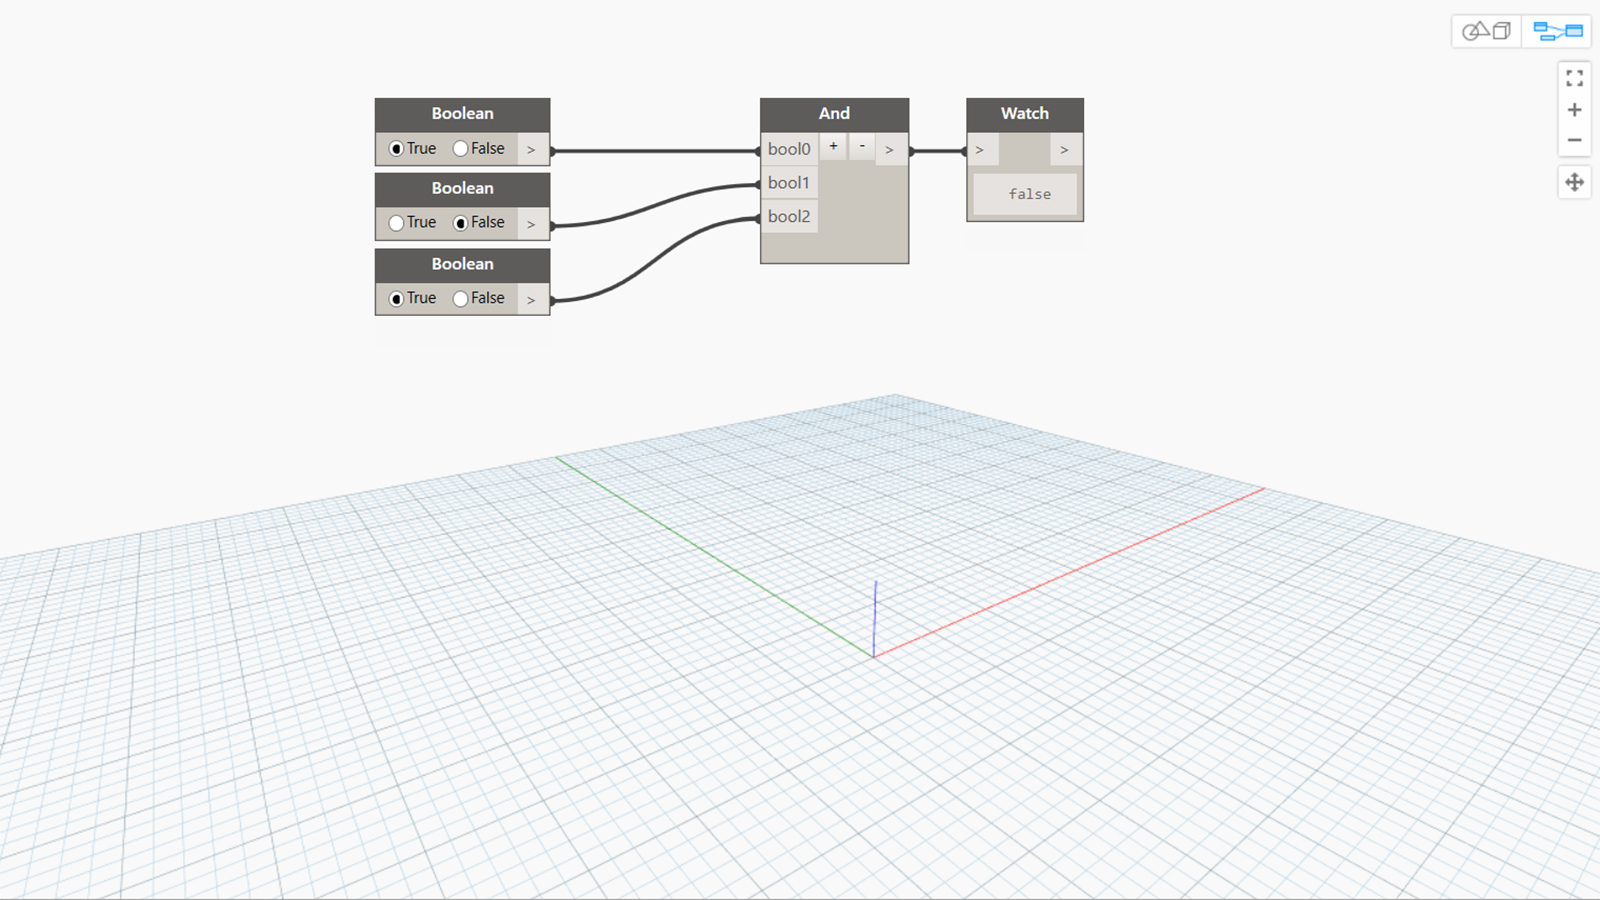 Boolean
True False >
Boolean
True False >
Boolean
True False >
And
bool0 + - >
bool1
bool2
Watch
> >
false
+
−